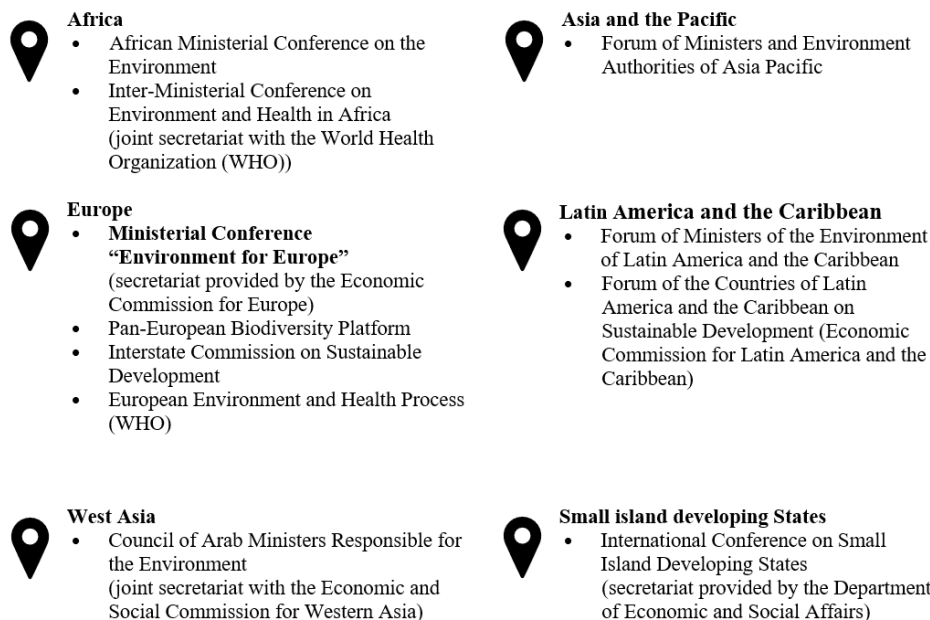 Africa
• African Ministerial Conference on the
Environment
• Inter-Ministerial Conference on
Environment and Health in Africa
(joint secretariat with the World Health
Organization (WHO))
Asia and the Pacific
• Forum of Ministers and Environment
Authorities of Asia Pacific
Europe
• Ministerial Conference
“Environment for Europe”
(secretariat provided by the Economic
Commission for Europe)
• Pan-European Biodiversity Platform
• Interstate Commission on Sustainable
Development
• European Environment and Health Process
(WHO)
Latin America and the Caribbean
• Forum of Ministers of the Environment
of Latin America and the Caribbean
• Forum of the Countries of Latin
America and the Caribbean on
Sustainable Development (Economic
Commission for Latin America and the
Caribbean)
West Asia
• Council of Arab Ministers Responsible for
the Environment
(joint secretariat with the Economic and
Social Commission for Western Asia)
Small island developing States
• International Conference on Small
Island Developing States
(secretariat provided by the Department
of Economic and Social Affairs)